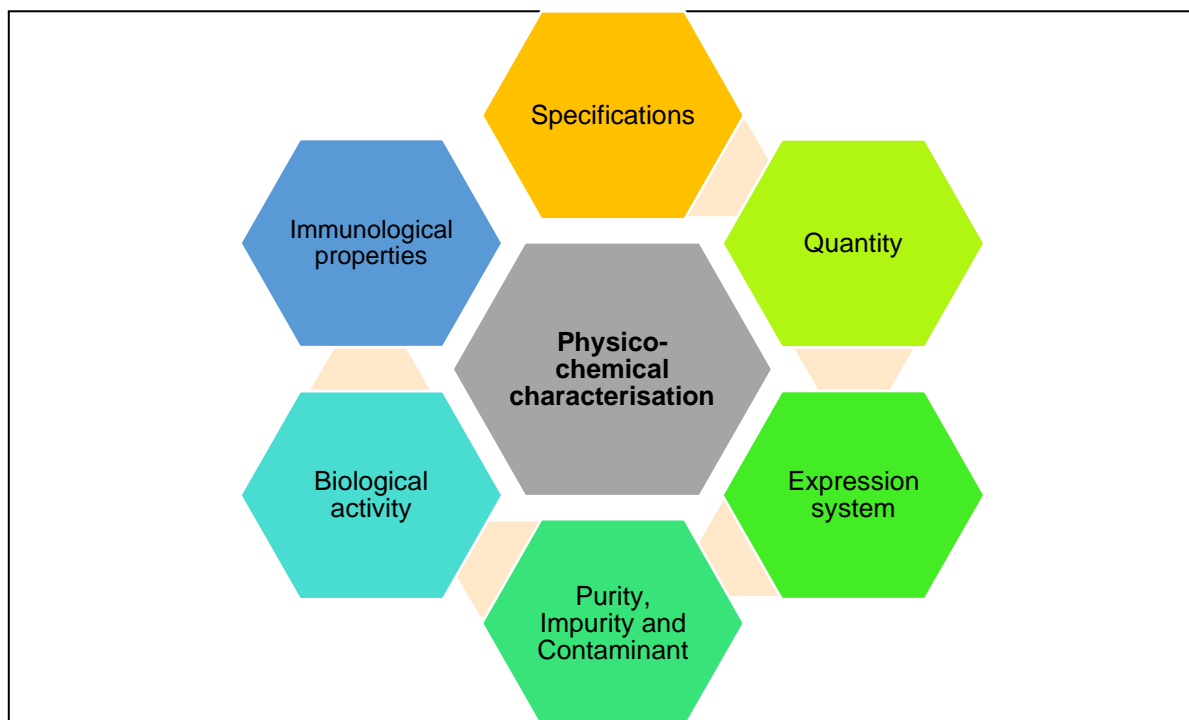 Specifications
Immunological
properties
Quantity
Physico-
chemical
characterisation
Biological
activity
Expression
system
Purity,
Impurity and
Contaminant